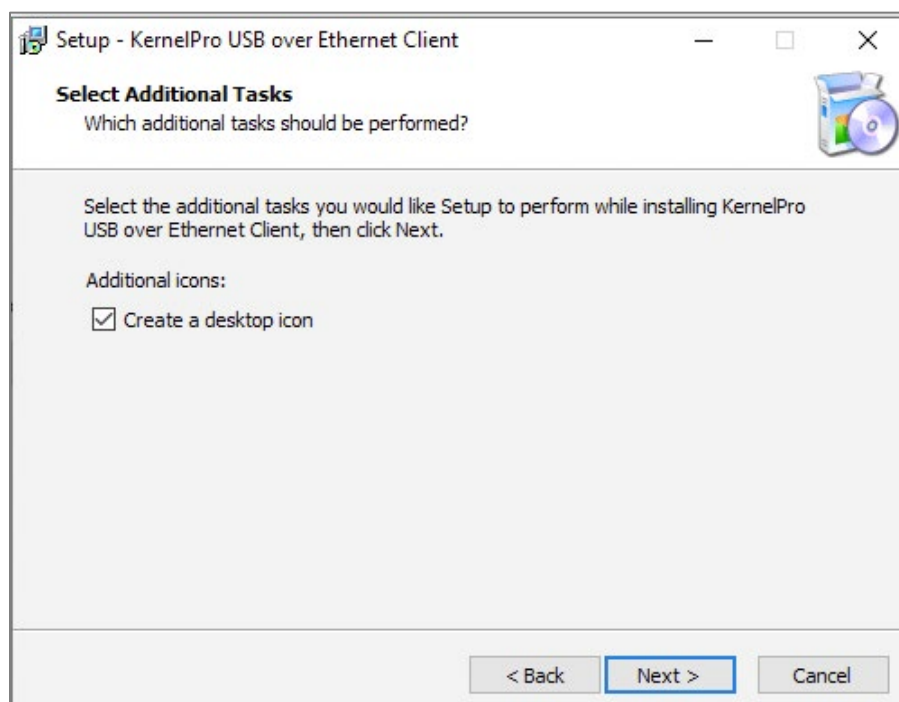 Setup - KernelPro USB over Ethernet Client
Select Additional Tasks
Which additional tasks should be performed?
Select the additional tasks you would like Setup to perform while installing KernelPro
USB over Ethernet Client, then click Next.
Additional icons:
Create a desktop icon
< Back
Next >
Cancel